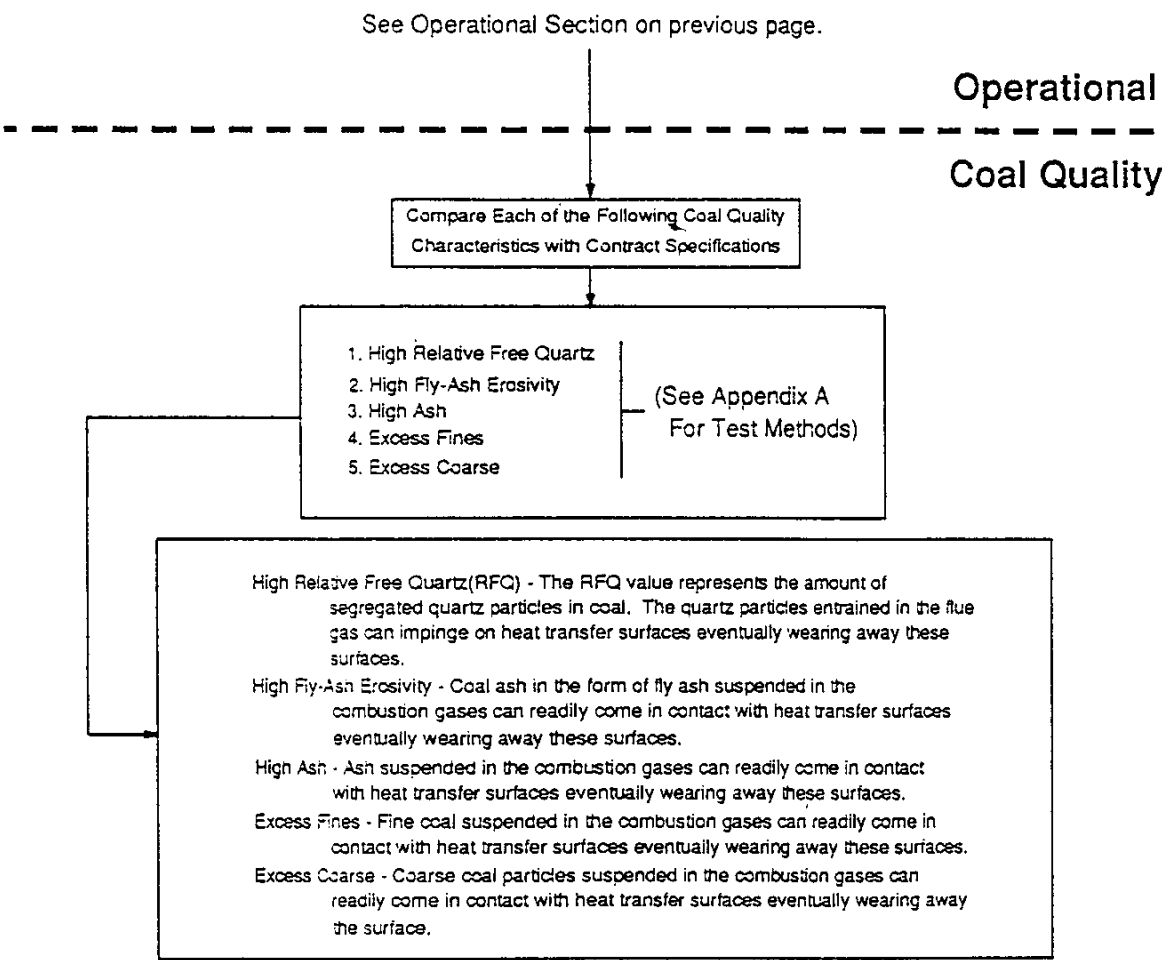 See Operational Section on previous page.
Operational
Coal Quality
Compare Each of the Following Coal Quality
Characteristics with Contract Specifications
1. High Relative Free Quartz
2. High Fly-Ash Erosivity
3. High Ash
4. Excess Fines
5. Excess Coarse
(See Appendix A
For Test Methods)
High Relative Free Quartz(RFQ) - The RFQ value represents the amount of
segregated quartz particles in coal. The quartz particles entrained in the flue
gas can impinge on heat transfer surfaces eventually wearing away these
surfaces.
High Fly-Ash Erosivity - Coal ash in the form of fly ash suspended in the
combustion gases can readily come in contact with heat transfer surfaces
eventually wearing away these surfaces.
High Ash - Ash suspended in the combustion gases can readily come in contact
with heat transfer surfaces eventually wearing away these surfaces.
Excess Fines - Fine coal suspended in the combustion gases can readily come in
contact with heat transfer surfaces eventually wearing away these surfaces.
Excess Coarse - Coarse coal particles suspended in the combustion gases can
readily come in contact with heat transfer surfaces eventually wearing away
the surface.